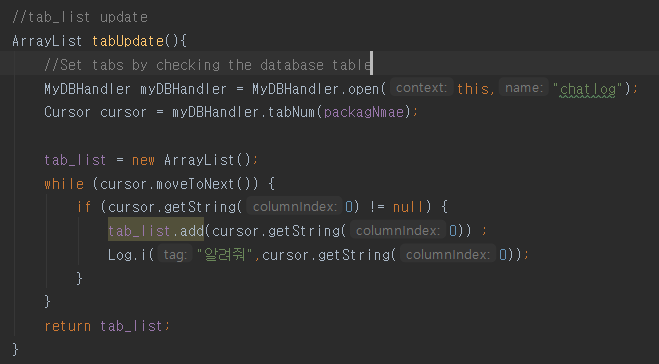 //tab_list update
ArrayList tabUpdate(){
//Set tabs by checking the database table
MyDBHandler myDBHandler = MyDBHandler.open( context: this, name: "chatlog");
Cursor cursor = myDBHandler.tabNum(packagNmae);
tab_list = new ArrayList();
while (cursor.moveToNext()) {
if (cursor.getString( columnIndex: 0) != null) {
tab_list.add(cursor.getString( columnIndex: 0)) ;
Log.i( tag: "알려줘",cursor.getString( columnIndex: 0));
}
}
return tab_list;
}